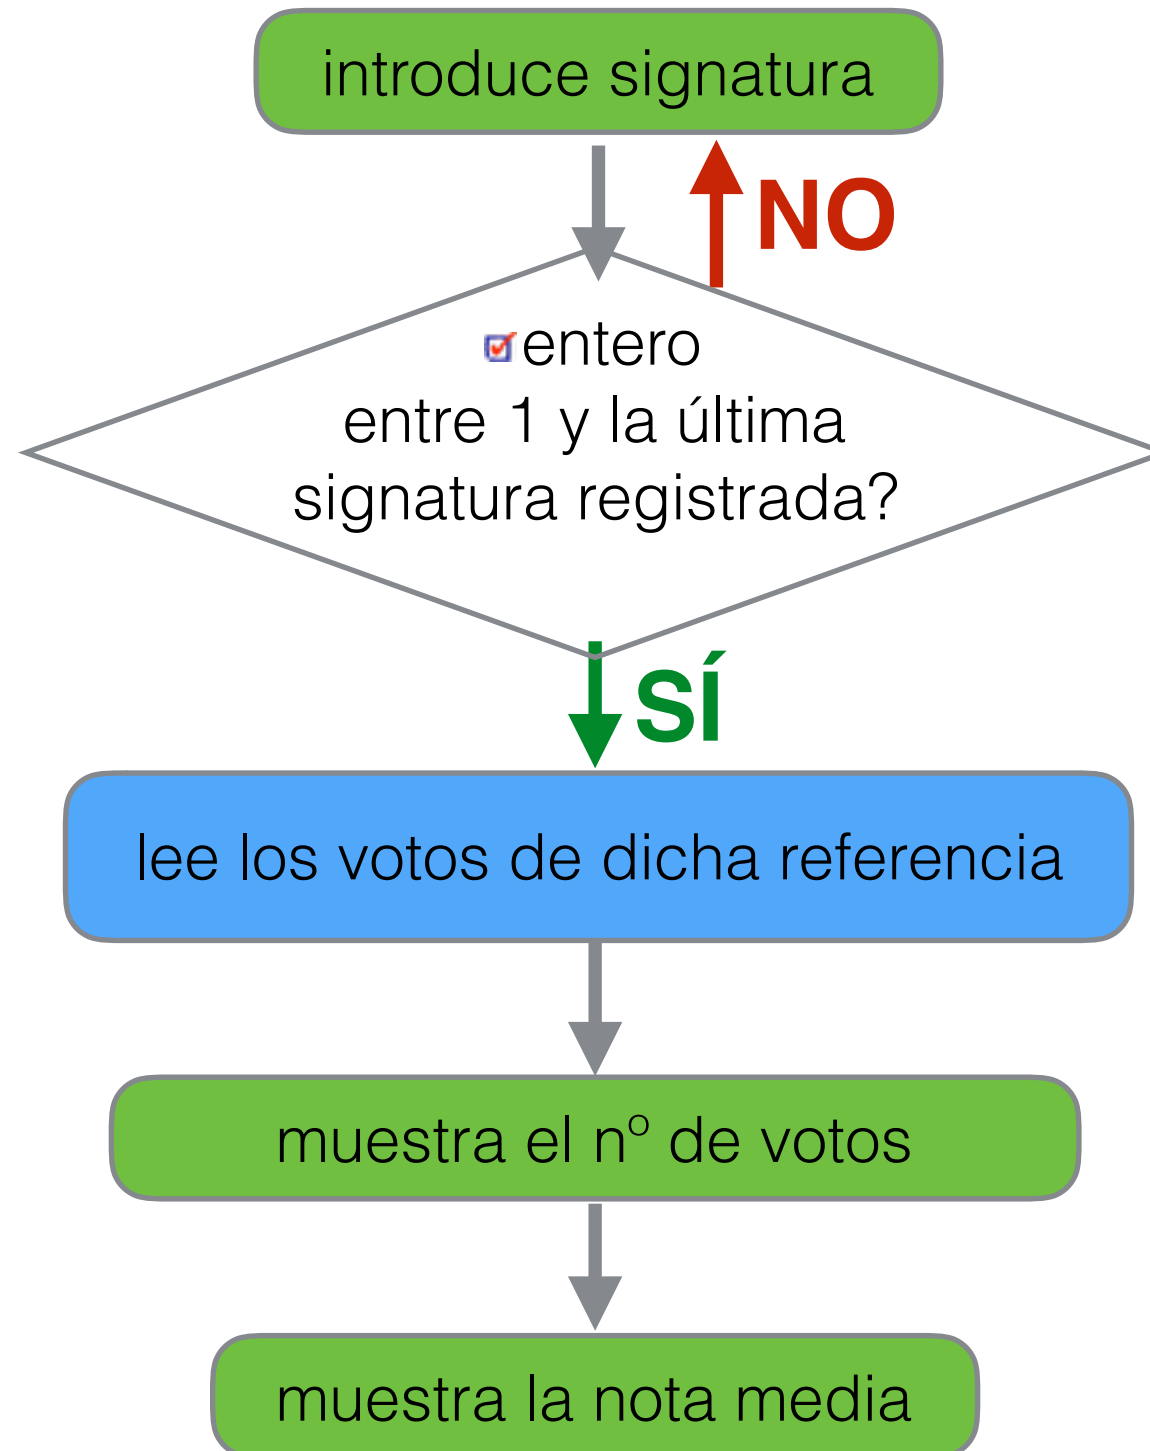 introduce signatura
NO
entero
entre 1 y la última
signatura registrada?
SÍ
lee los votos de dicha referencia
muestra el nº de votos
muestra la nota media